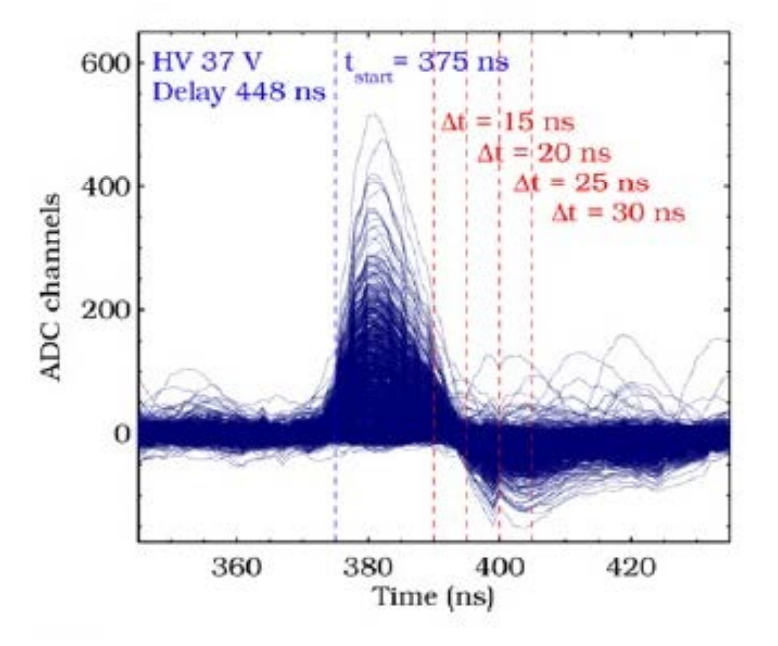 HV 37 V
Delay 448 ns
t_start = 375 ns
Δt = 15 ns
Δt = 20 ns
Δt = 25 ns
Δt = 30 ns
ADC channels
600
400
200
0
360 380 400 420
Time (ns)